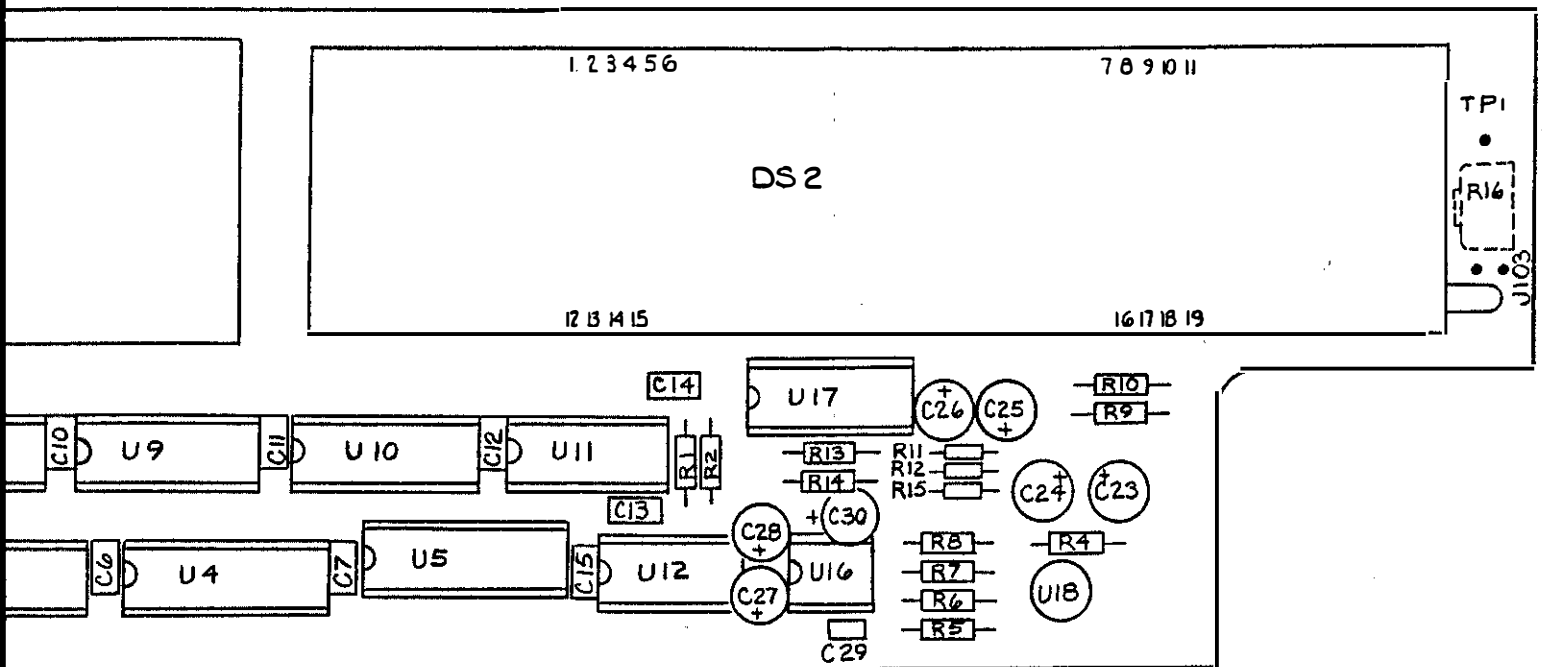 1 2 3 4 5 6
7 8 9 10 11
TP1
DS2
R16
J103
12 13 14 15
16 17 18 19
C14
U17
C26
C25
R10
R9
C10
U9
C11
U10
C12
U11
R1
R2
R13
R11
R12
R14
R15
C24
C23
C13
+C30
C28
R8
R4
C6
U4
C7
U5
C15
U12
U16
R7
C27
R6
U18
R5
C29